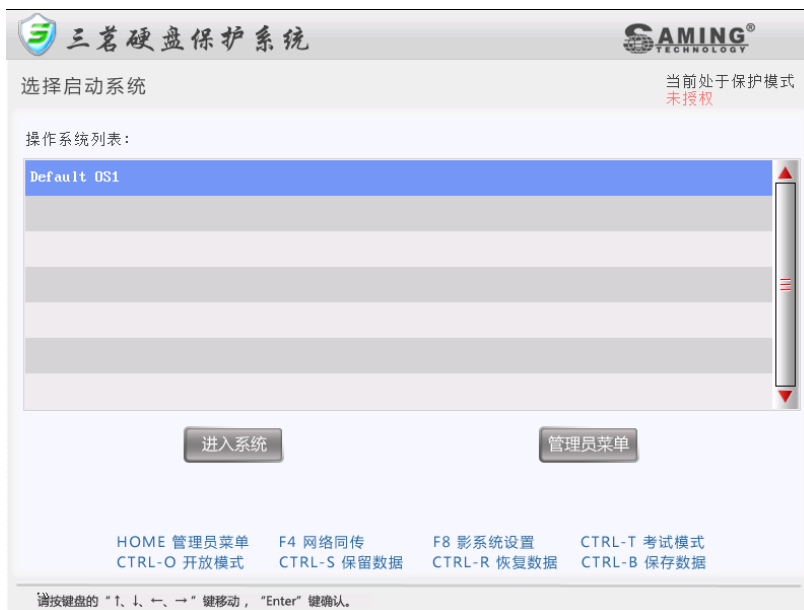 三茗硬盘保护系统
SAMING®
TECHNOLOGY
选择启动系统
当前处于保护模式
未授权
操作系统列表：
Default OS1
进入系统 管理员菜单
HOME 管理员菜单 F4 网络同传 F8 影系统设置 CTRL-T 考试模式
CTRL-O 开放模式 CTRL-S 保留数据 CTRL-R 恢复数据 CTRL-B 保存数据
请按键盘的“↑、↓、←、→”键移动，“Enter”键确认。